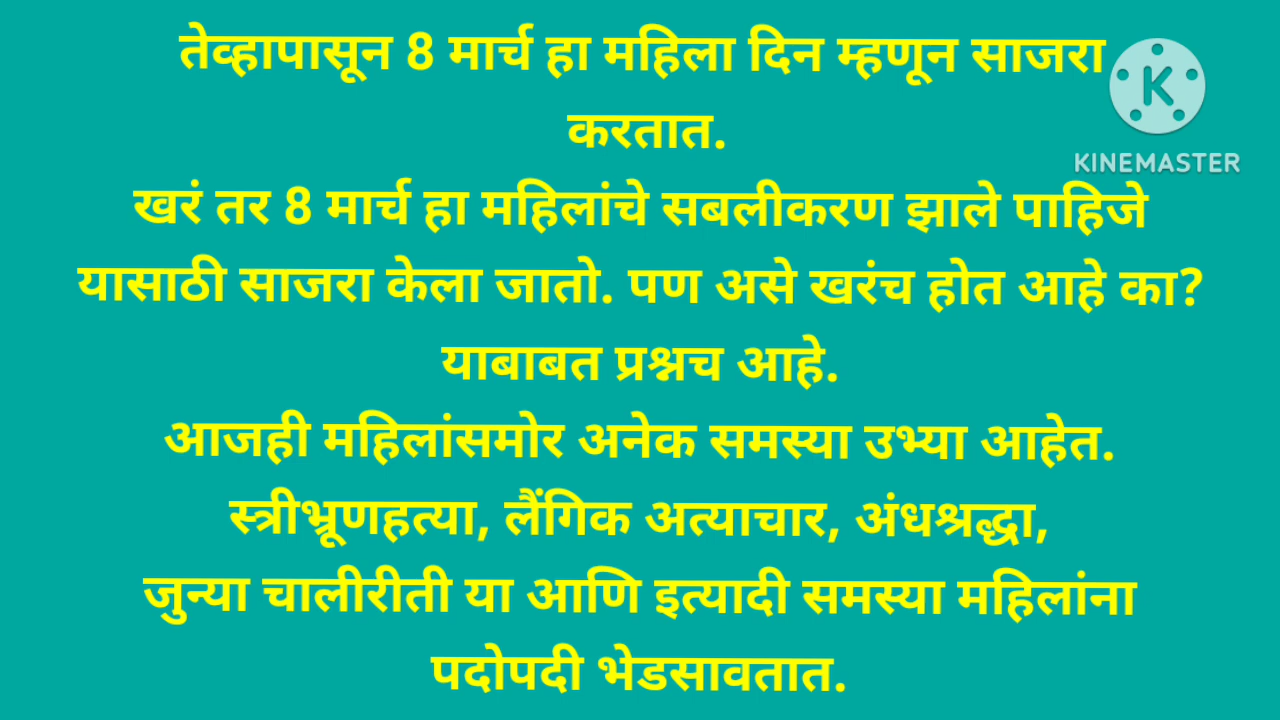 तेव्हापासून 8 मार्च हा महिला दिन म्हणून साजरा
करतात.
खरं तर 8 मार्च हा महिलांचे सबलीकरण झाले पाहिजे
यासाठी साजरा केला जातो. पण असे खरंच होत आहे का?
याबाबत प्रश्नच आहे.
आजही महिलांसमोर अनेक समस्या उभ्या आहेत.
स्त्रीभ्रूणहत्या, लैंगिक अत्याचार, अंधश्रद्धा,
जुन्या चालीरीती या आणि इत्यादी समस्या महिलांना
पदोपदी भेडसावतात.
K
KINEMASTER